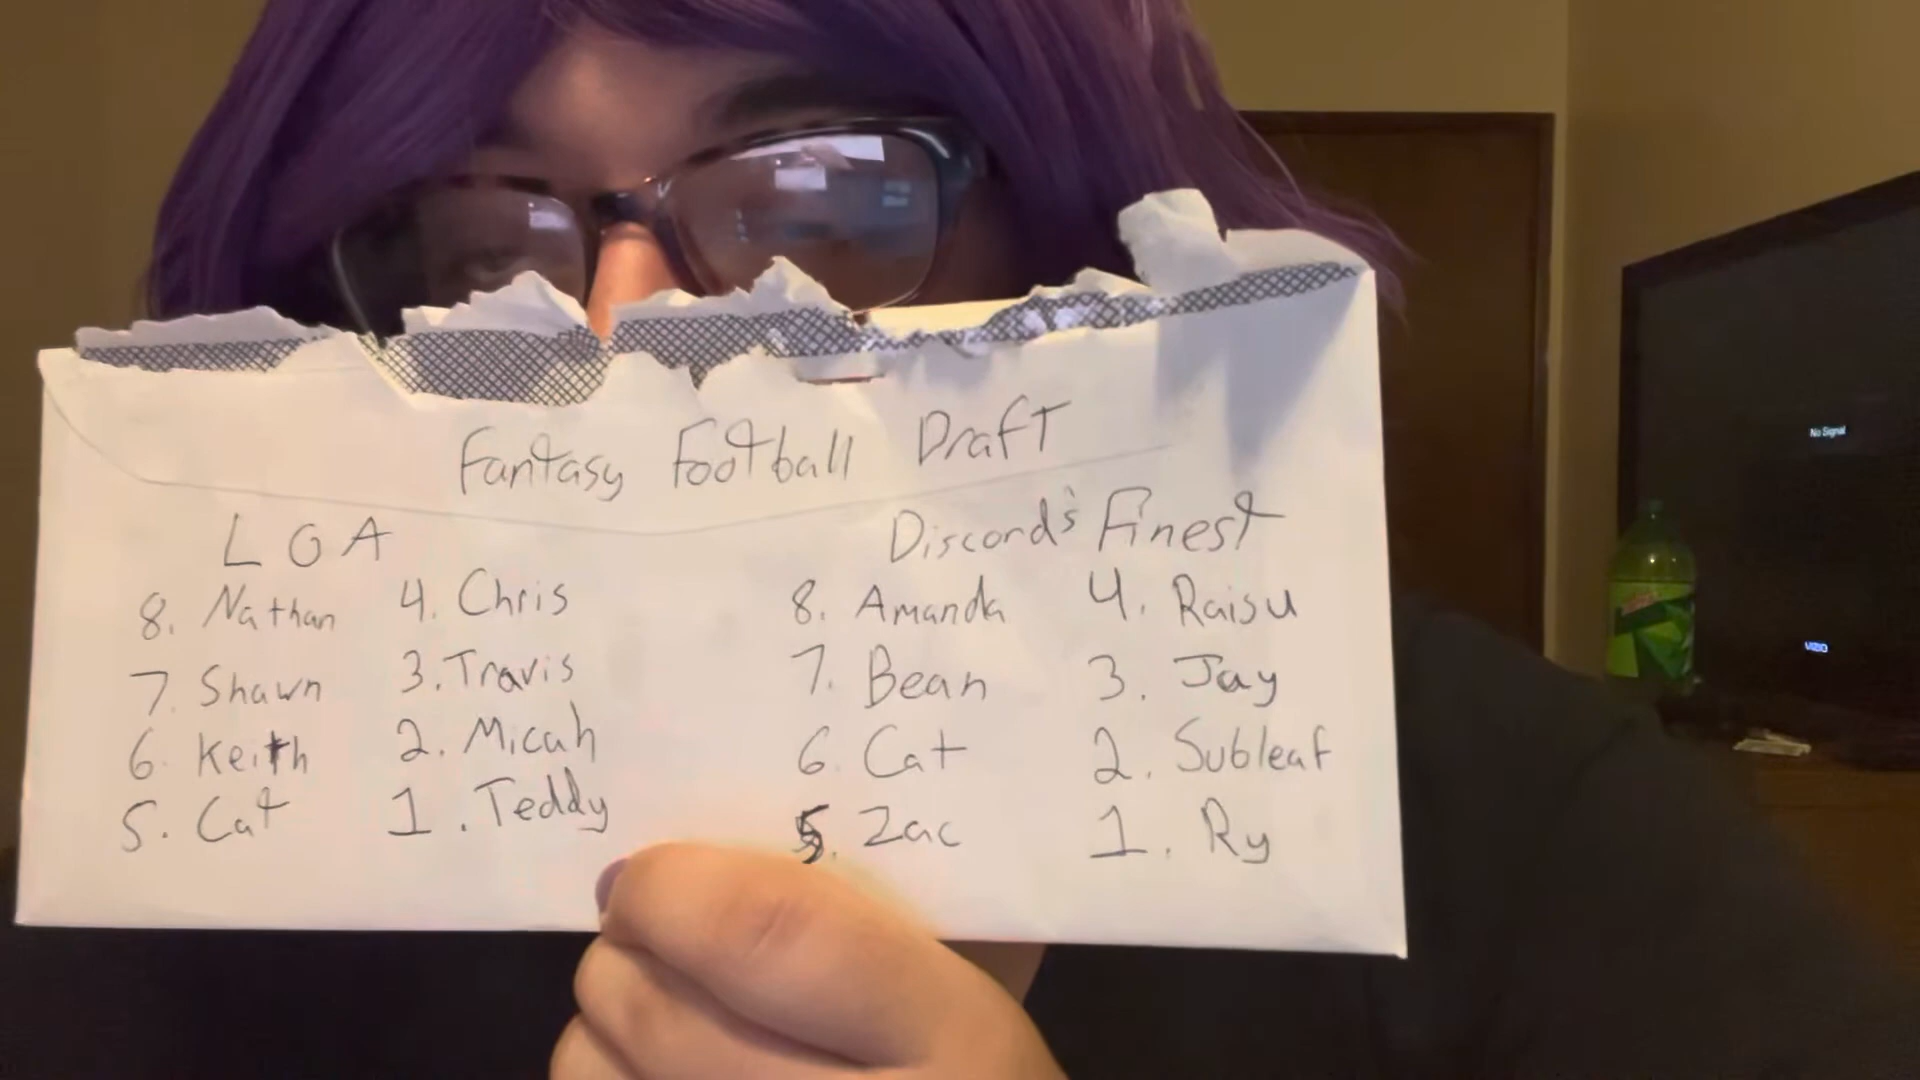 Fantasy Football Draft
LGA
8. Nathan
7. Shawn
6. Keith
5. Cat
4. Chris
3. Travis
2. Micah
1. Teddy
Discord's Finest
8. Amanda
7. Bean
6. Cat
5. Zac
4. Raisu
3. Jay
2. Subleaf
1. Ry
No Signal
VIZIO